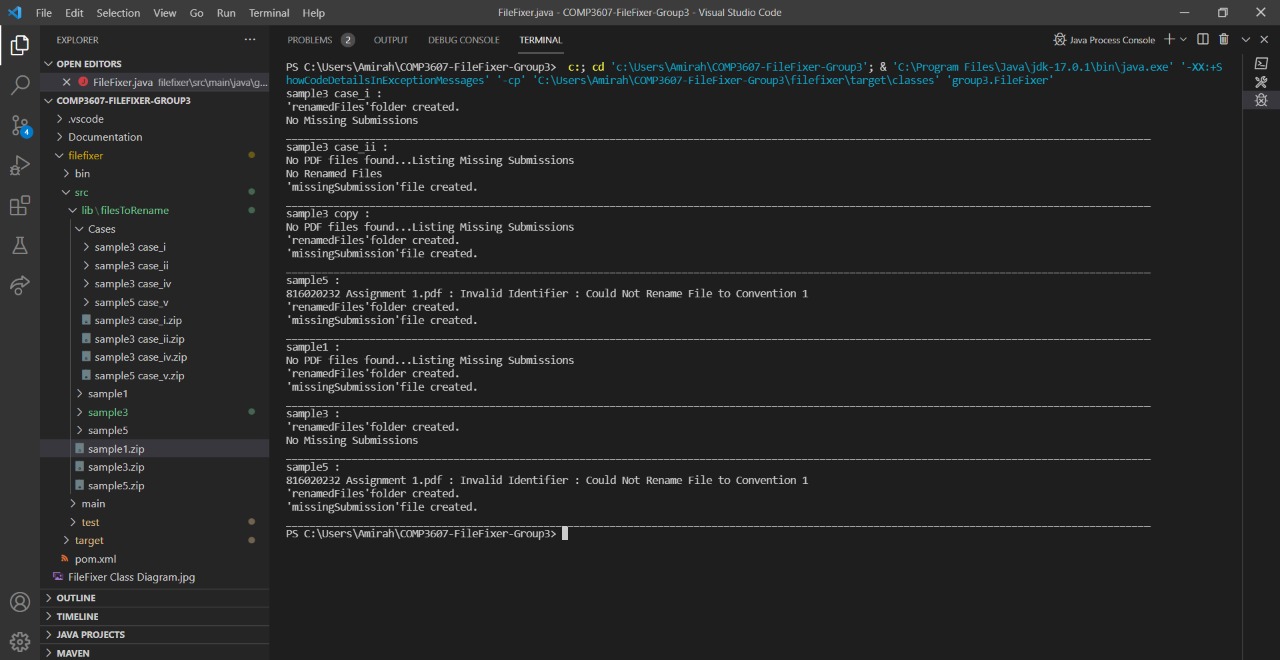 File Edit Selection View Go Run Terminal Help
FileFixer.java - COMP3607-FileFixer-Group3 - Visual Studio Code
EXPLORER
OPEN EDITORS
FileFixer.java filefixer\src\main\java\g...
COMP3607-FILEFIXER-GROUP3
.vscode
Documentation
filefixer
bin
src
lib\filesToRename
Cases
sample3 case_i
sample3 case_ii
sample3 case_iv
sample5 case_v
sample3 case_i.zip
sample3 case_ii.zip
sample3 case_iv.zip
sample5 case_v.zip
sample1
sample3
sample5
sample1.zip
sample3.zip
sample5.zip
main
test
target
pom.xml
FileFixer Class Diagram.jpg
OUTLINE
TIMELINE
JAVA PROJECTS
MAVEN
4
PROBLEMS 2 OUTPUT DEBUG CONSOLE TERMINAL
Java Process Console
PS C:\Users\Amirah\COMP3607-FileFixer-Group3> c:; cd 'c:\Users\Amirah\COMP3607-FileFixer-Group3'; & 'C:\Program Files\Java\jdk-17.0.1\bin\java.exe' '-XX:+S
howCodeDetailsInExceptionMessages' '-cp' 'C:\Users\Amirah\COMP3607-FileFixer-Group3\filefixer\target\classes' 'group3.FileFixer'
sample3 case_i :
'renamedFiles'folder created.
No Missing Submissions
sample3 case_ii :
No PDF files found...Listing Missing Submissions
No Renamed Files
'missingSubmission'file created.
sample3 copy :
No PDF files found...Listing Missing Submissions
'renamedFiles'folder created.
'missingSubmission'file created.
sample5 :
816020232 Assignment 1.pdf : Invalid Identifier : Could Not Rename File to Convention 1
'renamedFiles'folder created.
'missingSubmission'file created.
sample1 :
No PDF files found...Listing Missing Submissions
'renamedFiles'folder created.
'missingSubmission'file created.
sample3 :
'renamedFiles'folder created.
No Missing Submissions
sample5 :
816020232 Assignment 1.pdf : Invalid Identifier : Could Not Rename File to Convention 1
'renamedFiles'folder created.
'missingSubmission'file created.
PS C:\Users\Amirah\COMP3607-FileFixer-Group3>